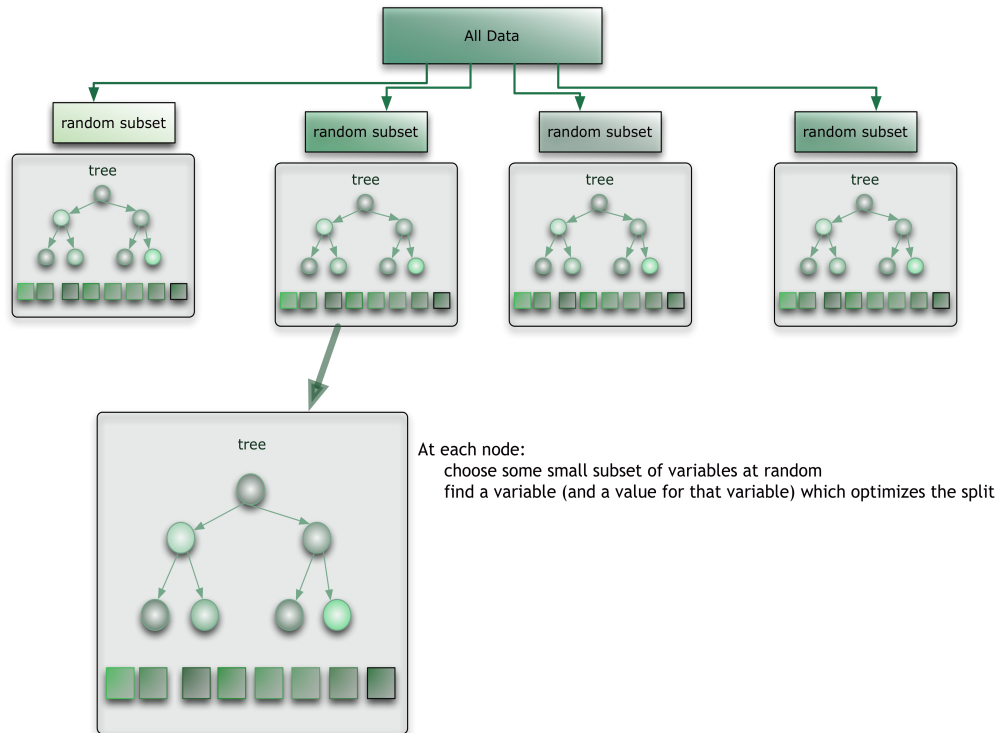 All Data
random subset
random subset
random subset
random subset
tree
tree
tree
tree
tree
At each node:
choose some small subset of variables at random
find a variable (and a value for that variable) which optimizes the split